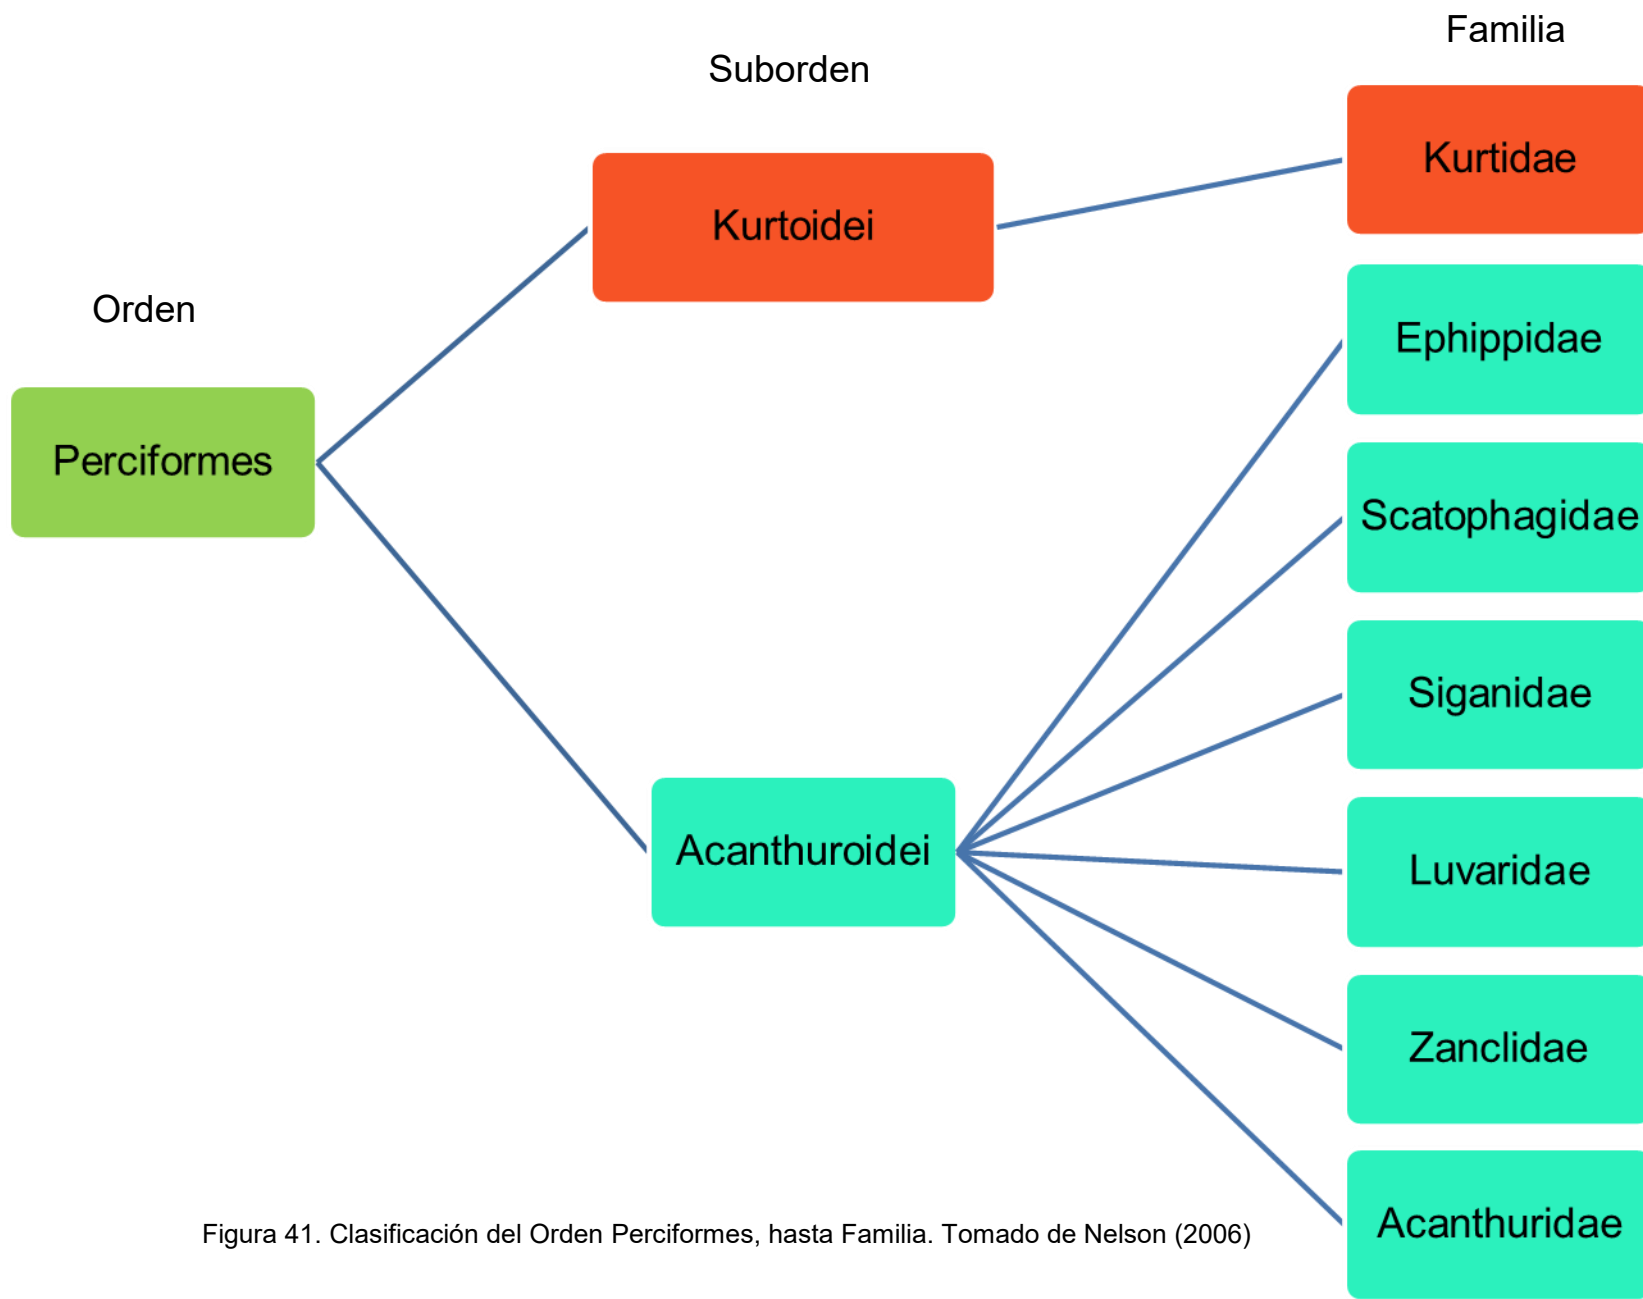 Familia
Suborden
Kurtidae
Kurtoidei
Orden
Ephippidae
Perciformes
Scatophagidae
Siganidae
Acanthuroidei
Luvaridae
Zanclidae
Acanthuridae
Figura 41. Clasificación del Orden Perciformes, hasta Familia. Tomado de Nelson (2006)